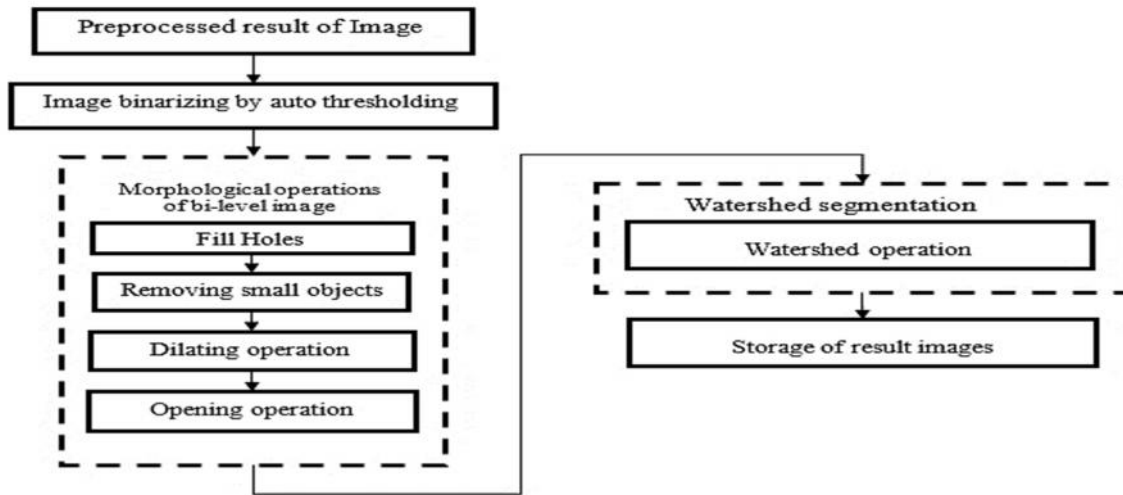 Preprocessed result of Image
Image binarizing by auto thresholding
Morphological operations
of bi-level image
Fill Holes
Removing small objects
Dilating operation
Opening operation
Watershed segmentation
Watershed operation
Storage of result images